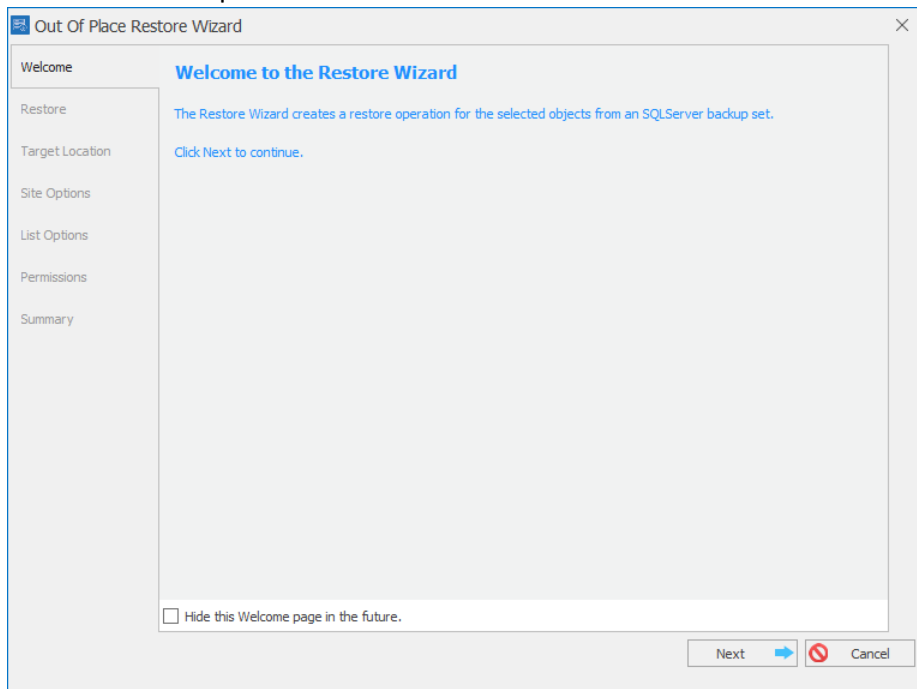 Out Of Place Restore Wizard
Welcome
Restore
Target Location
Site Options
List Options
Permissions
Summary
Welcome to the Restore Wizard
The Restore Wizard creates a restore operation for the selected objects from an SQLServer backup set.
Click Next to continue.
Hide this Welcome page in the future.
Next
Cancel